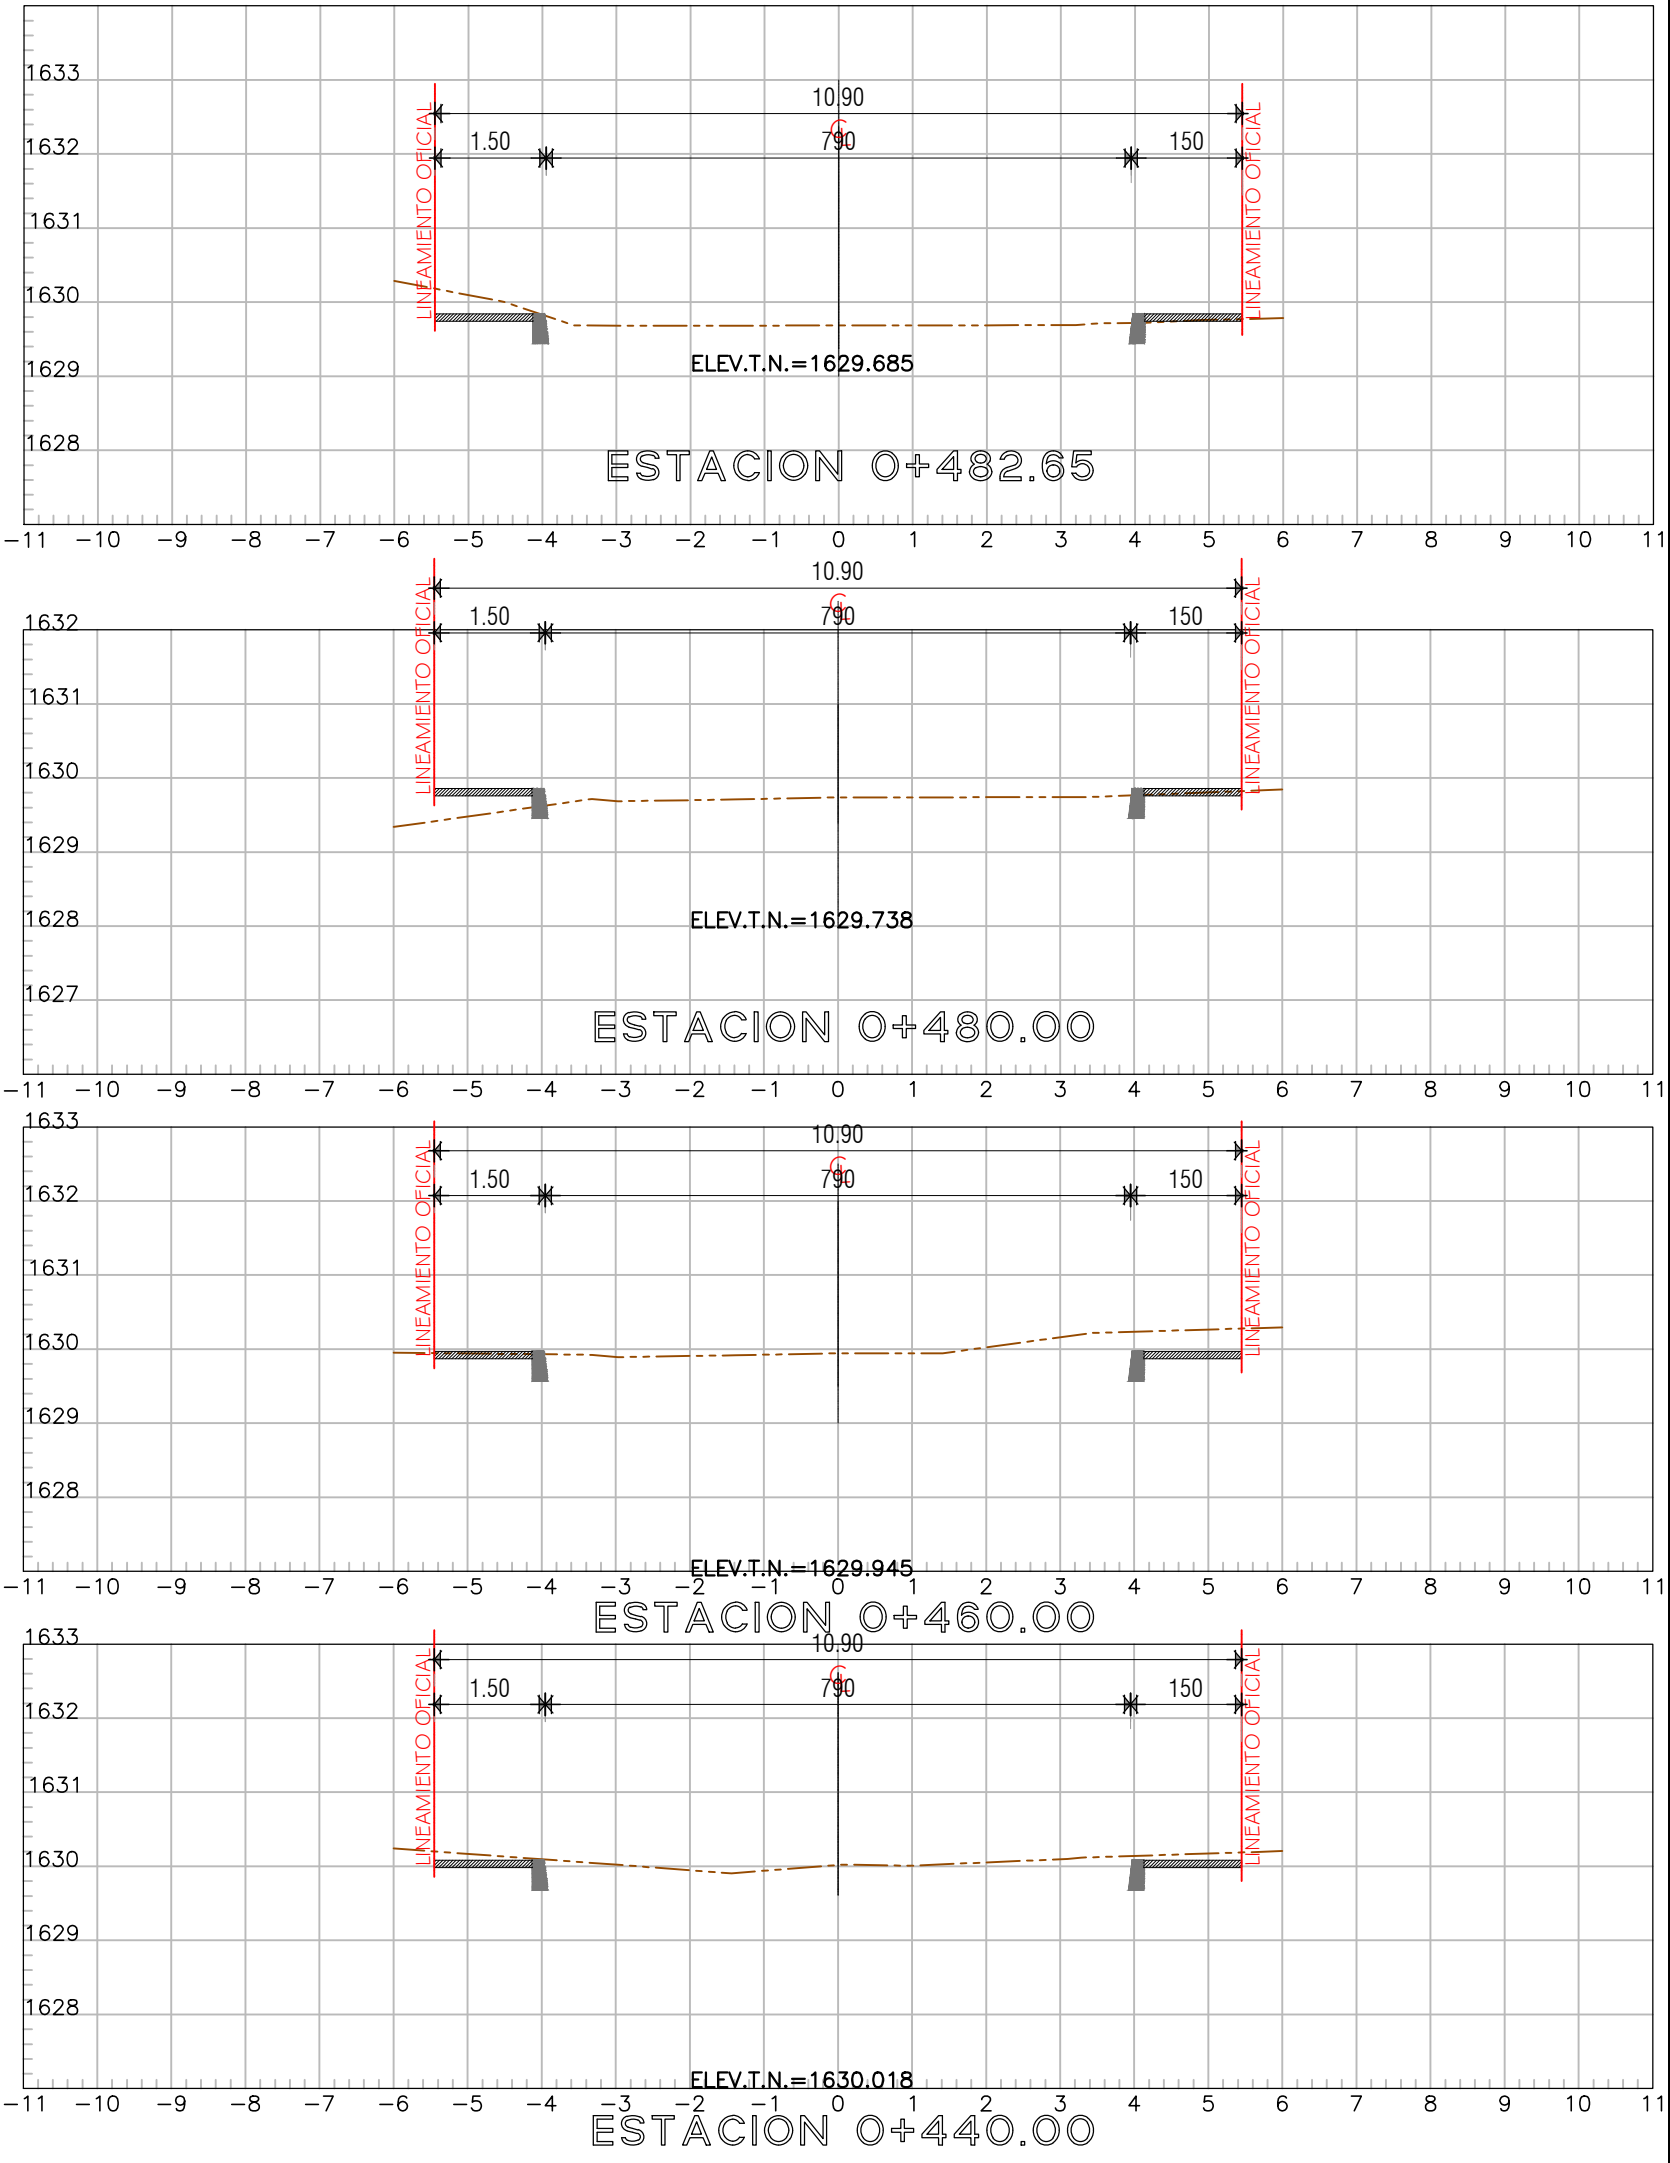 1633
10.90
CL
1632
1.50
790
150
LINEAMIENTO OFICIAL
LINEAMIENTO OFICIAL
1631
1630
1629
ELEV.T.N.=1629.685
1628
ESTACION 0+482.65
-11 -10 -9 -8 -7 -6 -5 -4 -3 -2 -1 0 1 2 3 4 5 6 7 8 9 10 11
10.90
CL
1632
1.50
790
150
LINEAMIENTO OFICIAL
LINEAMIENTO OFICIAL
1631
1630
1629
1628
ELEV.T.N.=1629.738
1627
ESTACION 0+480.00
-11 -10 -9 -8 -7 -6 -5 -4 -3 -2 -1 0 1 2 3 4 5 6 7 8 9 10 11
1633
10.90
CL
1632
1.50
790
150
LINEAMIENTO OFICIAL
LINEAMIENTO OFICIAL
1631
1630
1629
1628
ELEV.T.N.=1629.945
-11 -10 -9 -8 -7 -6 -5 -4 -3 -2 -1 0 1 2 3 4 5 6 7 8 9 10 11
ESTACION 0+460.00
1633
10.90
CL
1632
1.50
790
150
LINEAMIENTO OFICIAL
LINEAMIENTO OFICIAL
1631
1630
1629
1628
ELEV.T.N.=1630.018
-11 -10 -9 -8 -7 -6 -5 -4 -3 -2 -1 0 1 2 3 4 5 6 7 8 9 10 11
ESTACION 0+440.00